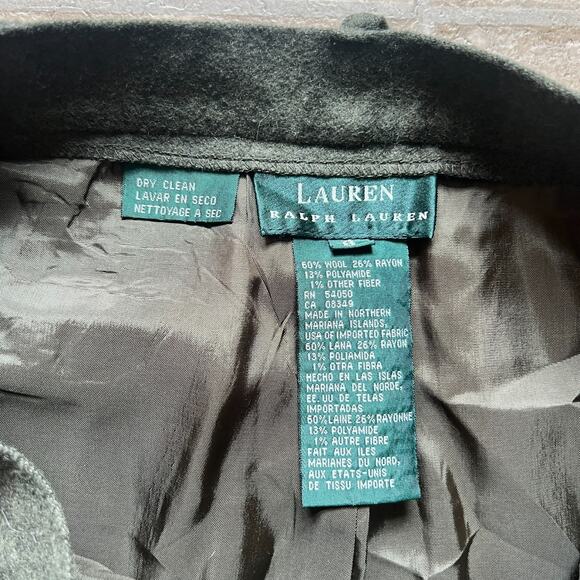 DRY CLEAN
LAVAR EN SECO
NETTOYAGE A SEC
LAUREN
RALPH LAUREN
60% WOOL 26% RAYON
13% POLYAMIDE
1% OTHER FIBER
RN 54050
CA 08349
MADE IN NORTHERN
MARIANA ISLANDS,
USA OF IMPORTED FABRIC
60% LANA 26% RAYON
13% POLIAMIDA
1% OTRA FIBRA
HECHO EN LAS ISLAS
MARIANA DEL NORDE,
EE. UU DE TELAS
IMPORTADAS
60% LAINE 26% RAYONNE
13% POLYAMIDE
1% AUTRE FIBRE
FAIT AUX ILES
MARIANES DU NORD,
AUX ETATS-UNIS
DE TISSU IMPORTE